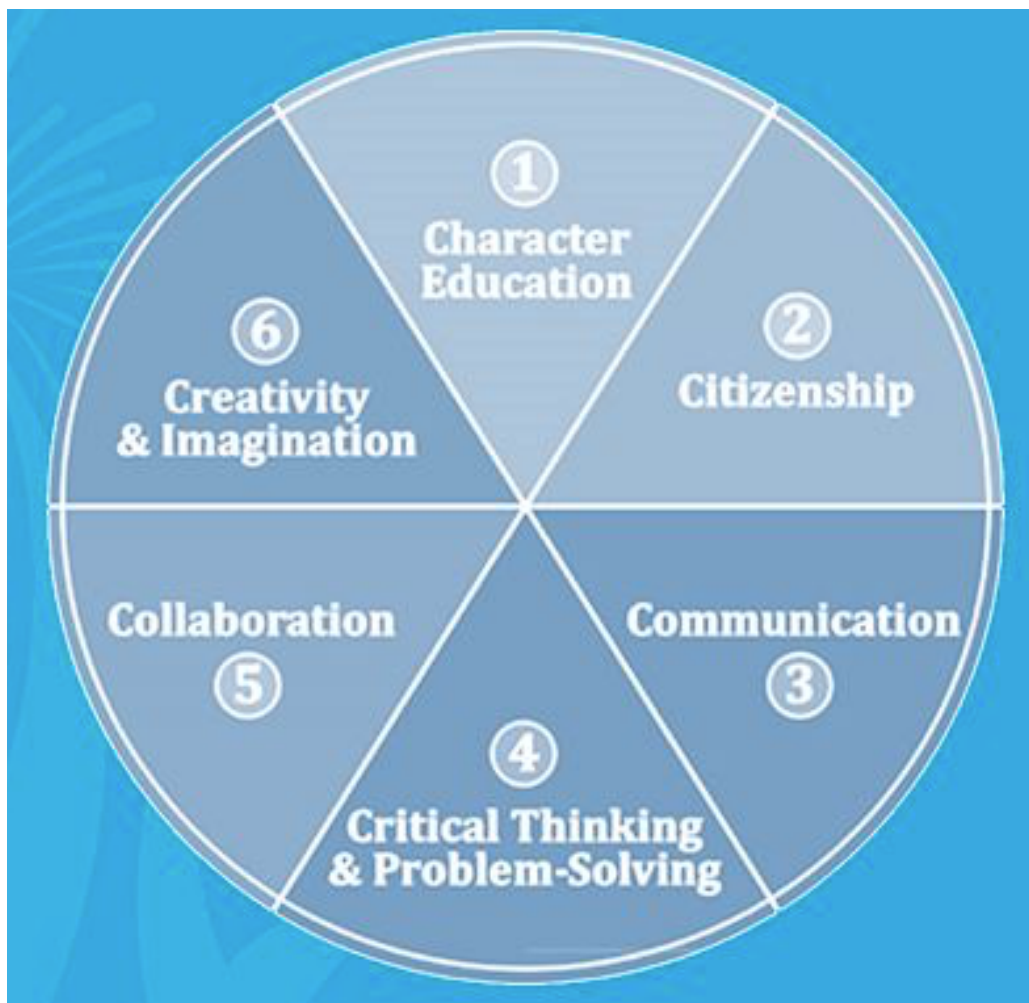 1
Character
Education
2
Citizenship
Communication
3
4
Critical Thinking
& Problem-Solving
Collaboration
5
6
Creativity
& Imagination